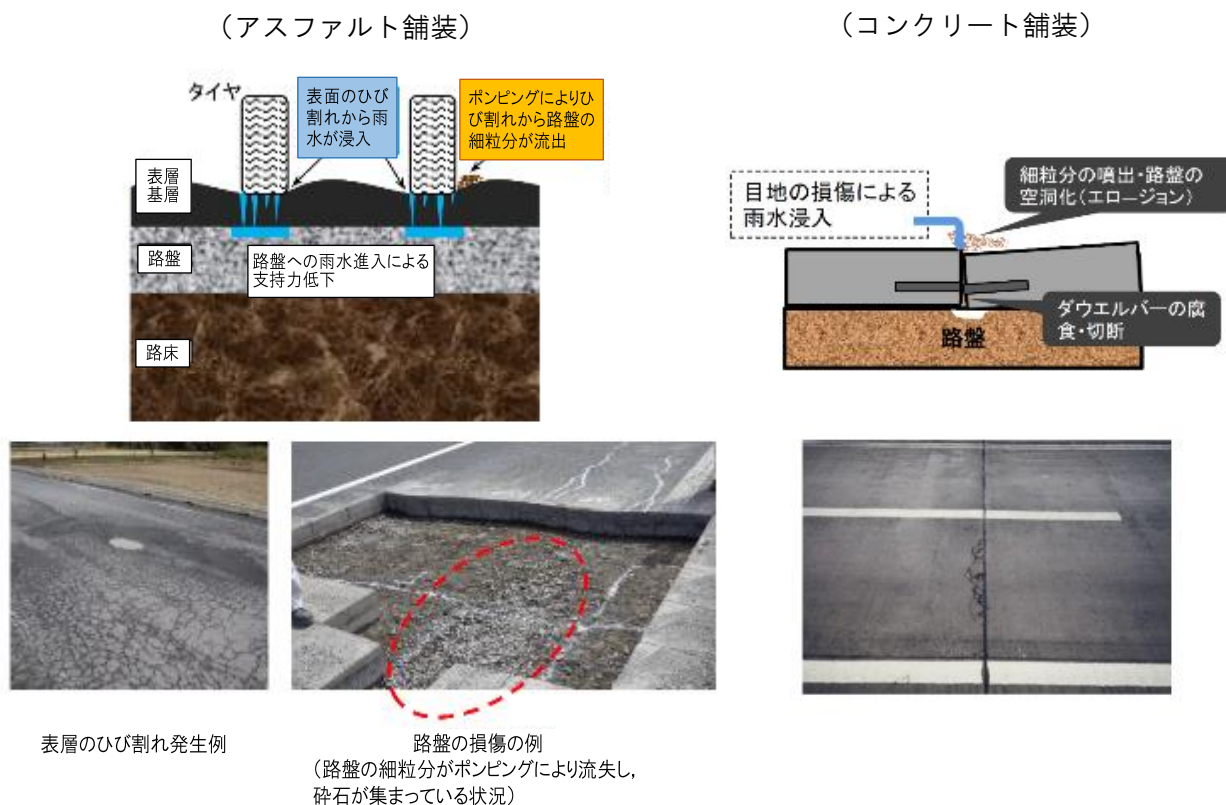 （アスファルト舗装）
（コンクリート舗装）
タイヤ
表面のひび
割れから雨
水が浸入
ポンピングによりひ
び割れから路盤の
細粒分が流出
表層
基層
路盤
路盤への雨水進入による
支持力低下
路床
目地の損傷による
雨水浸入
細粒分の噴出・路盤の
空洞化（エロージョン）
ダウエルバーの腐
食・切断
路盤
表層のひび割れ発生例
路盤の損傷の例
（路盤の細粒分がポンピングにより流失し，
砕石が集まっている状況）